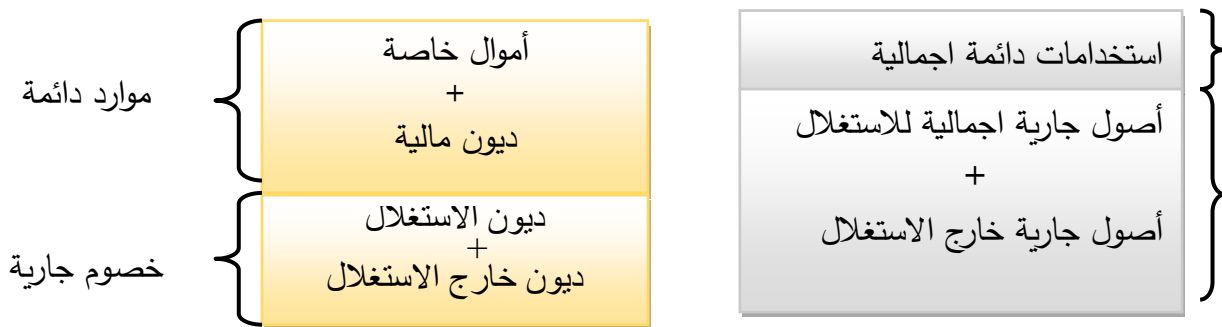 استخدامات دائمة اجمالية
أصول جارية اجمالية للاستغلال
+
أصول جارية خارج الاستغلال
أموال خاصة
+
ديون مالية
موارد دائمة
ديون الاستغلال
+
ديون خارج الاستغلال
خصوم جارية